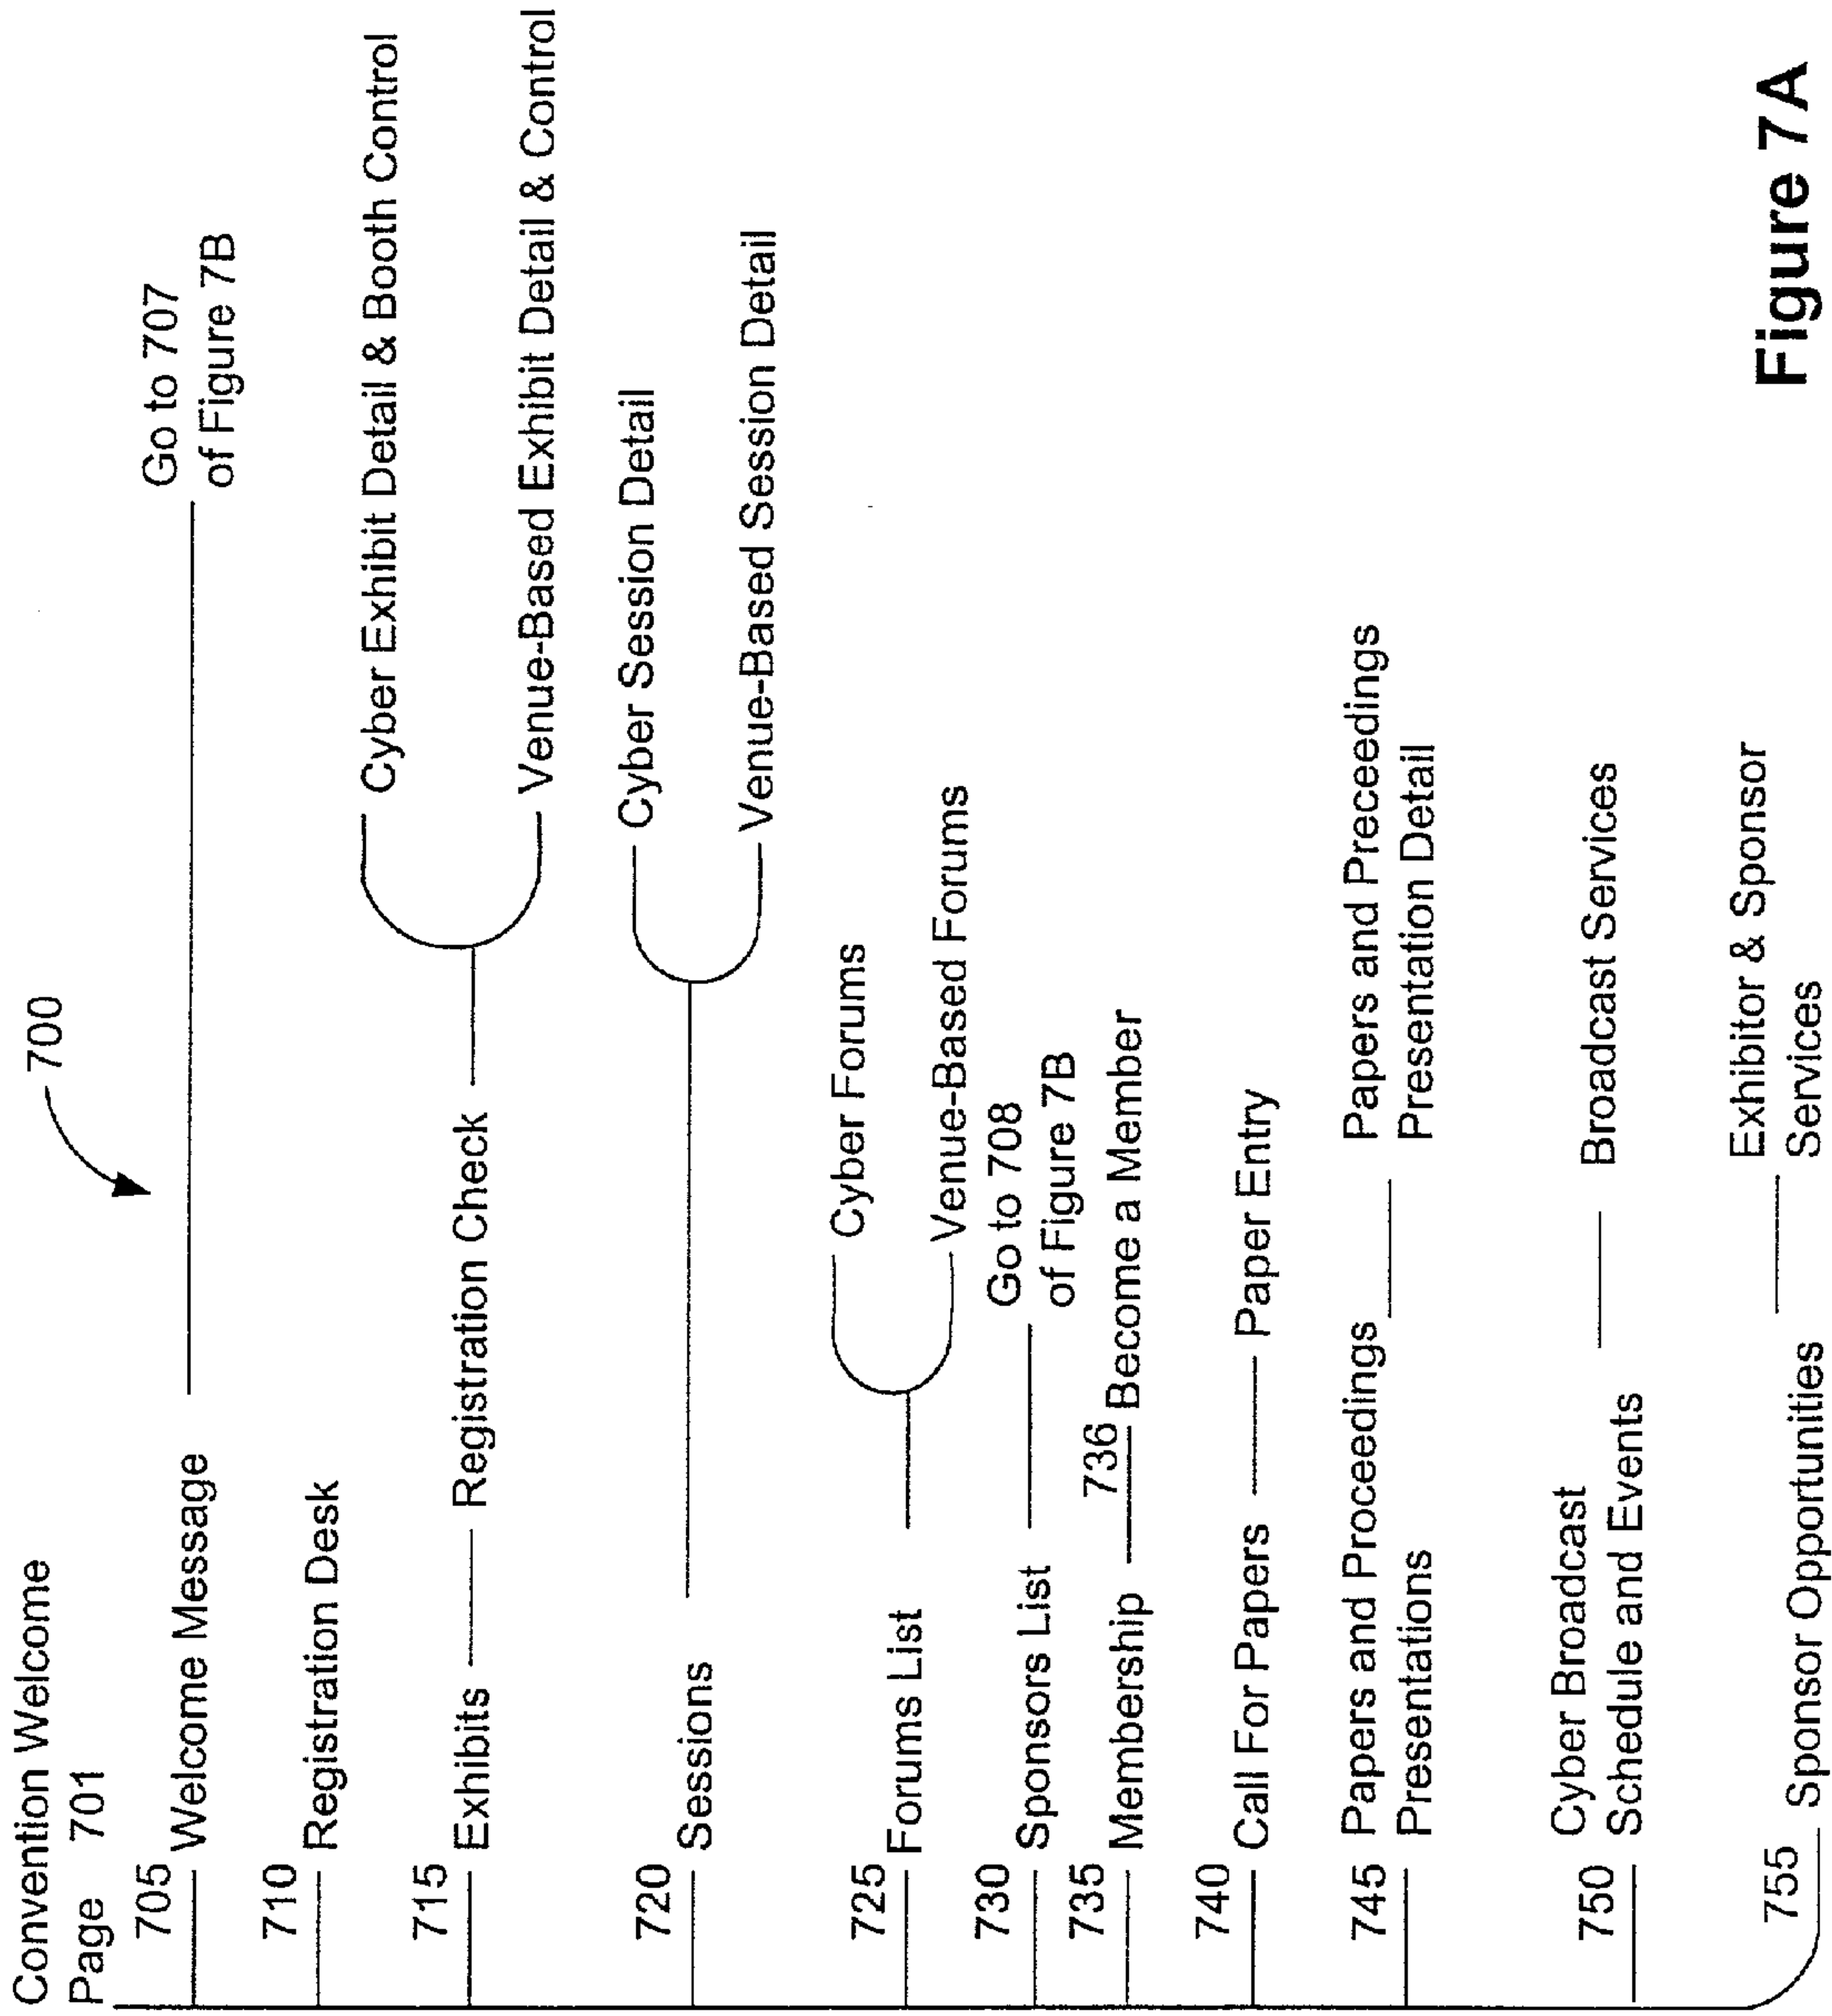 Convention Welcome
Page 701
700
705
Welcome Message
Go to 707
of Figure 7B
710
Registration Desk
715
Exhibits
Registration Check
Cyber Exhibit Detail & Booth Control
Venue-Based Exhibit Detail & Control
720
Sessions
Cyber Session Detail
Venue-Based Session Detail
725
Forums List
Cyber Forums
Venue-Based Forums
730
Sponsors List
Go to 708
of Figure 7B
735
Membership
736
Become a Member
740
Call For Papers
Paper Entry
745
Papers and Proceedings
Presentations
Papers and Preceedings
Presentation Detail
750
Cyber Broadcast
Schedule and Events
Broadcast Services
755
Sponsor Opportunities
Exhibitor & Sponsor
Services
Figure 7A